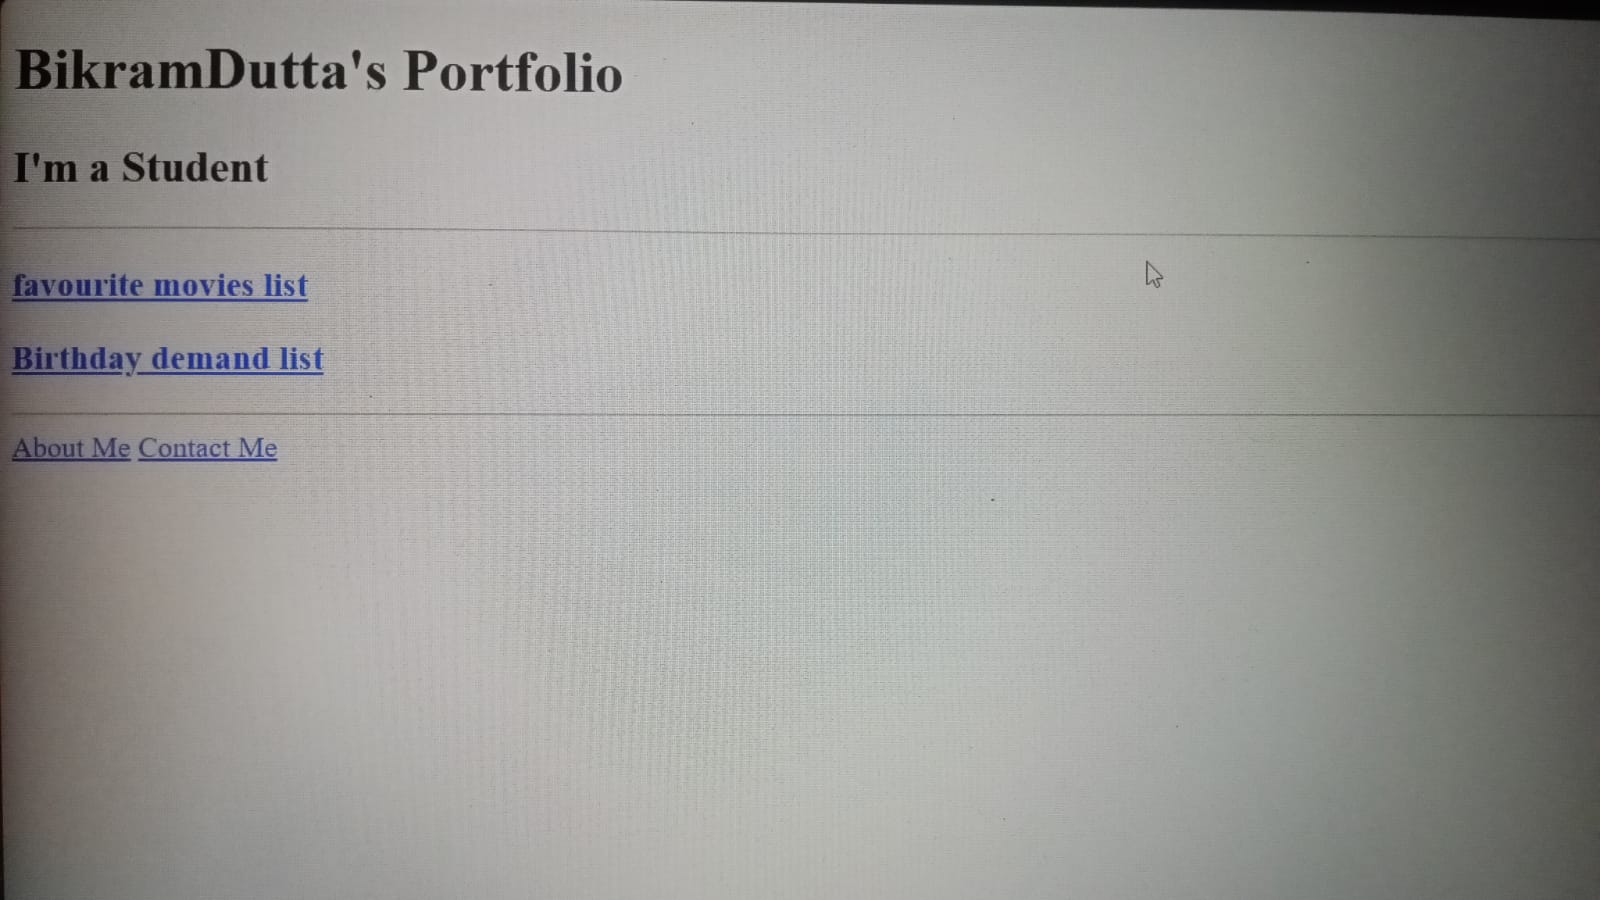 BikramDutta's Portfolio
I'm a Student
favourite movies list
Birthday demand list
About Me Contact Me